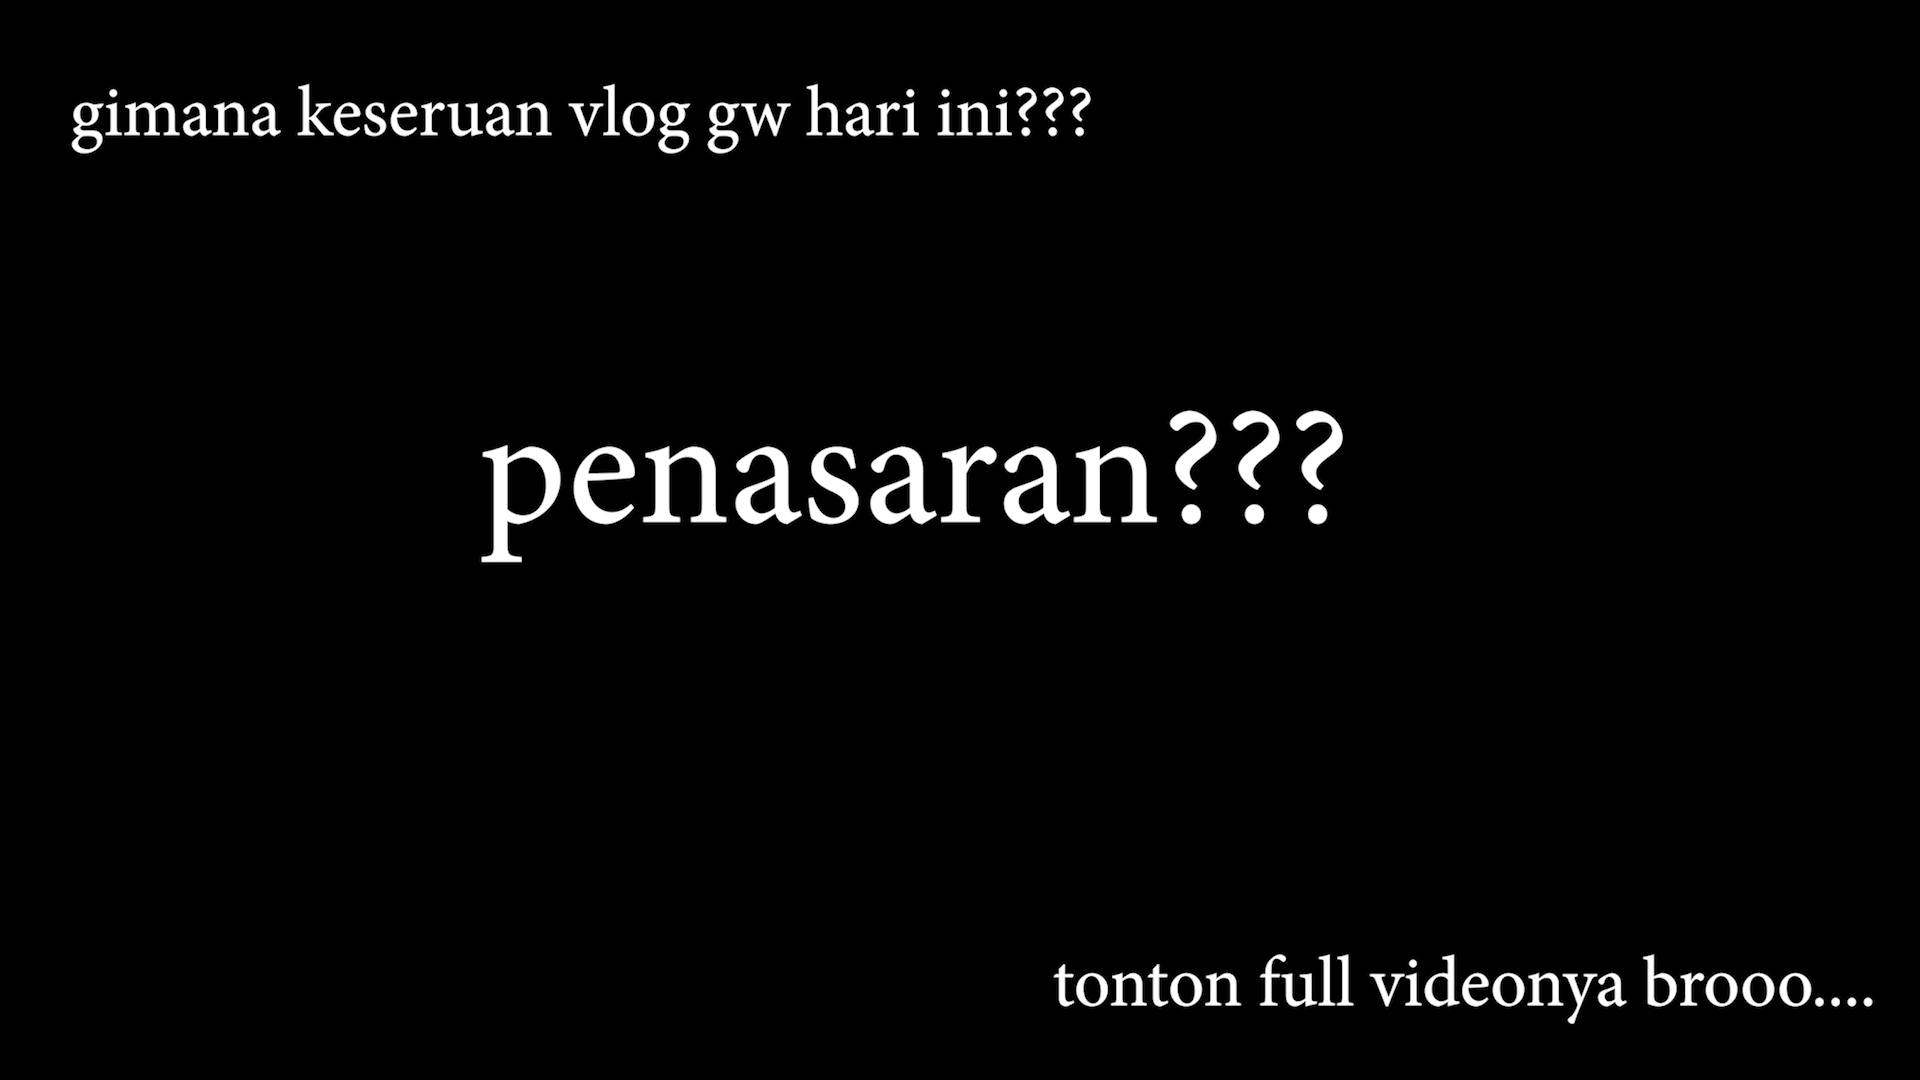 gimana keseruan vlog gw hari ini???
penasaran???
tonton full videonya brooo....